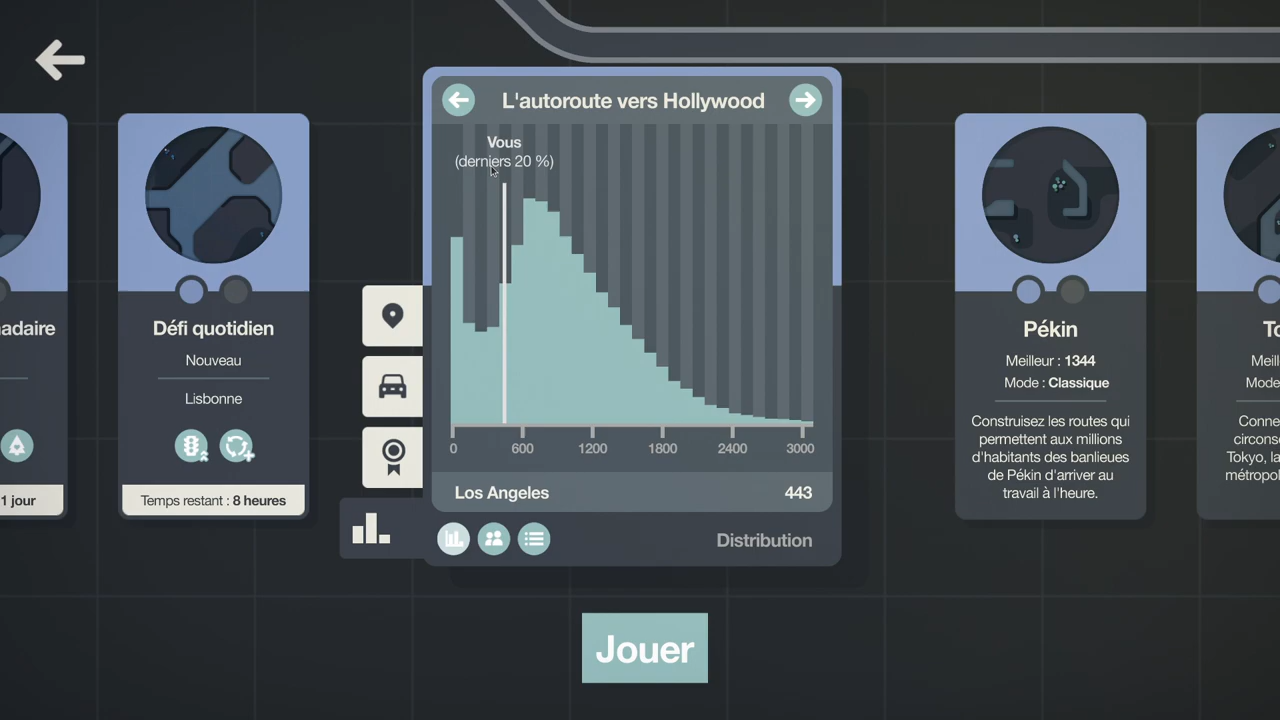 L'autoroute vers Hollywood
Vous
(derniers 20 %)
0 600 1200 1800 2400 3000
Los Angeles 443
Distribution
Jouer
adaire
1 jour
Défi quotidien
Nouveau
Lisbonne
Temps restant : 8 heures
Pékin
Meilleur : 1344
Mode : Classique
Construisez les routes qui
permettent aux millions
d'habitants des banlieues
de Pékin d'arriver au
travail à l'heure.
To
Meill
Mode
Conne
circons
Tokyo, la
métropol